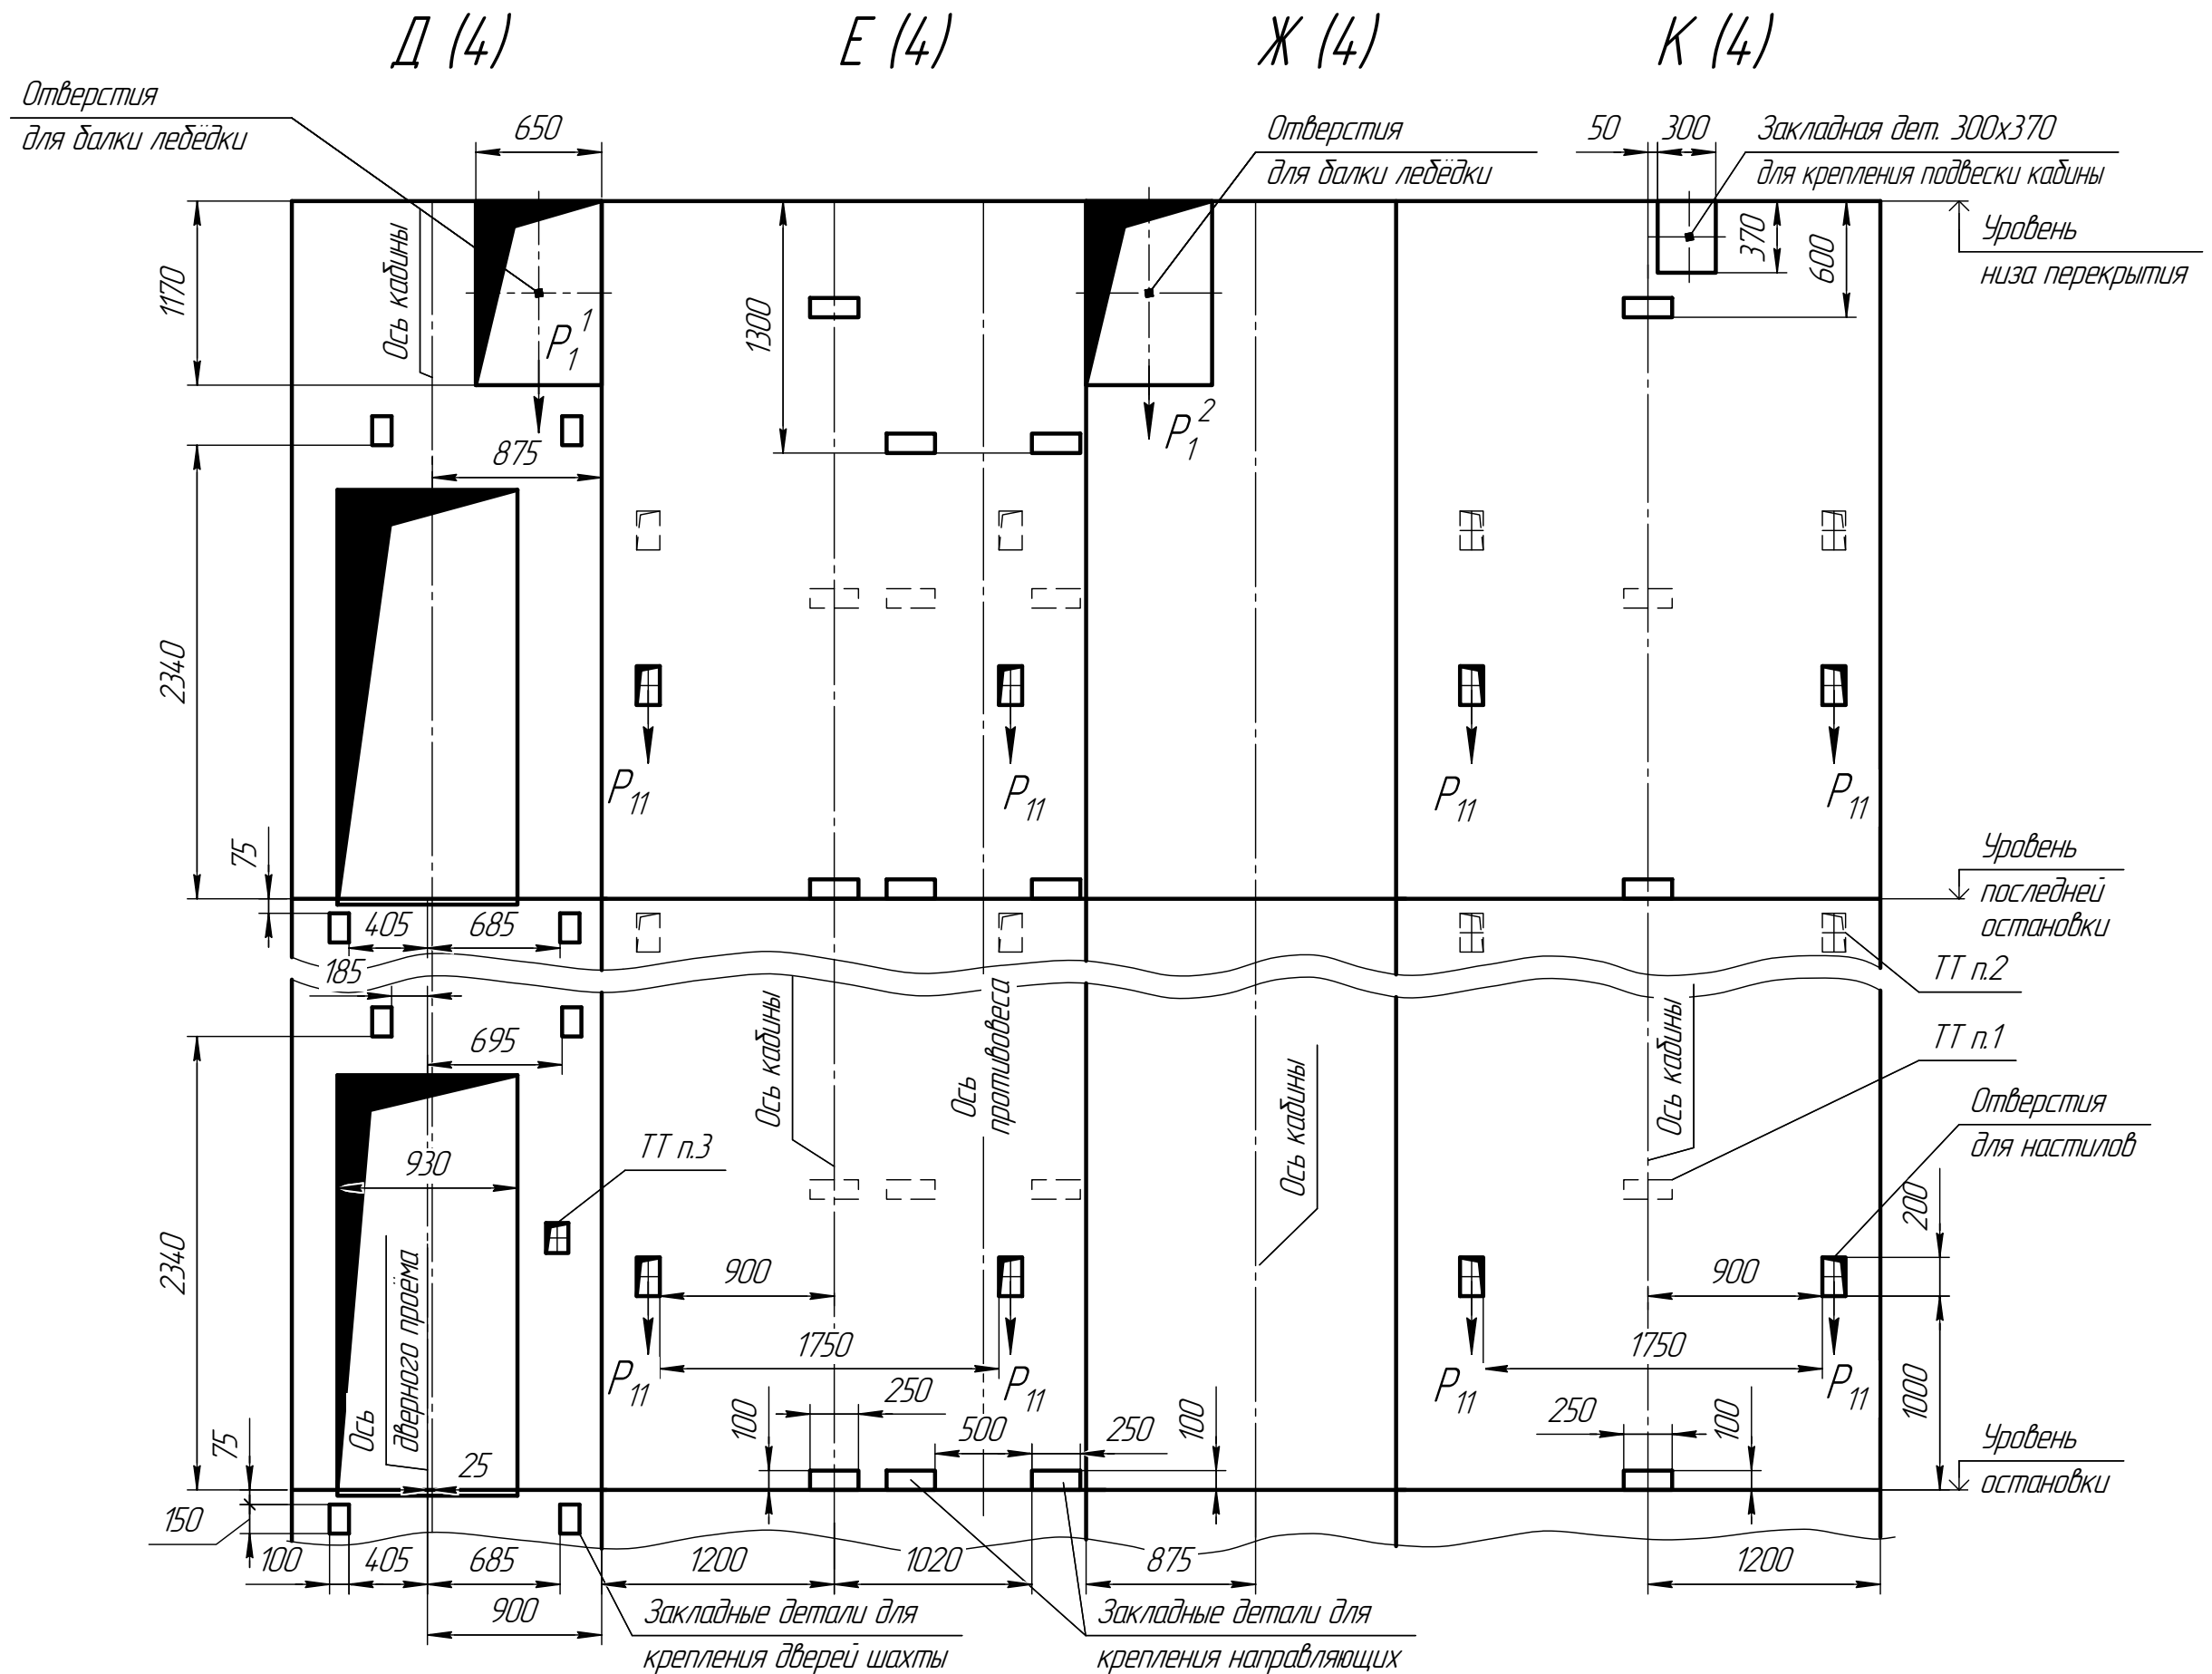 Д (4)
Е (4)
Ж (4)
К (4)
Отверстия
для балки лебёдки
650
Отверстия
для балки лебёдки
50
300
Закладная дет. 300х370
для крепления подвески кабины
1170
Ось кабины
P₁¹
1300
P₁²
370
600
Уровень
низа перекрытия
875
2340
P₁₁
P₁₁
P₁₁
P₁₁
75
Уровень
последней
остановки
405
685
185
ТТ п.2
695
Ось кабины
Ось
противовеса
Ось кабины
Ось кабины
ТТ п.1
Отверстия
для настилов
930
ТТ п.3
2340
Ось
дверного проёма
900
900
200
1750
1750
1000
P₁₁
P₁₁
P₁₁
P₁₁
75
25
100
250
500
250
100
250
100
Уровень
остановки
150
100
405
685
1200
1020
875
1200
900
Закладные детали для
крепления дверей шахты
Закладные детали для
крепления направляющих